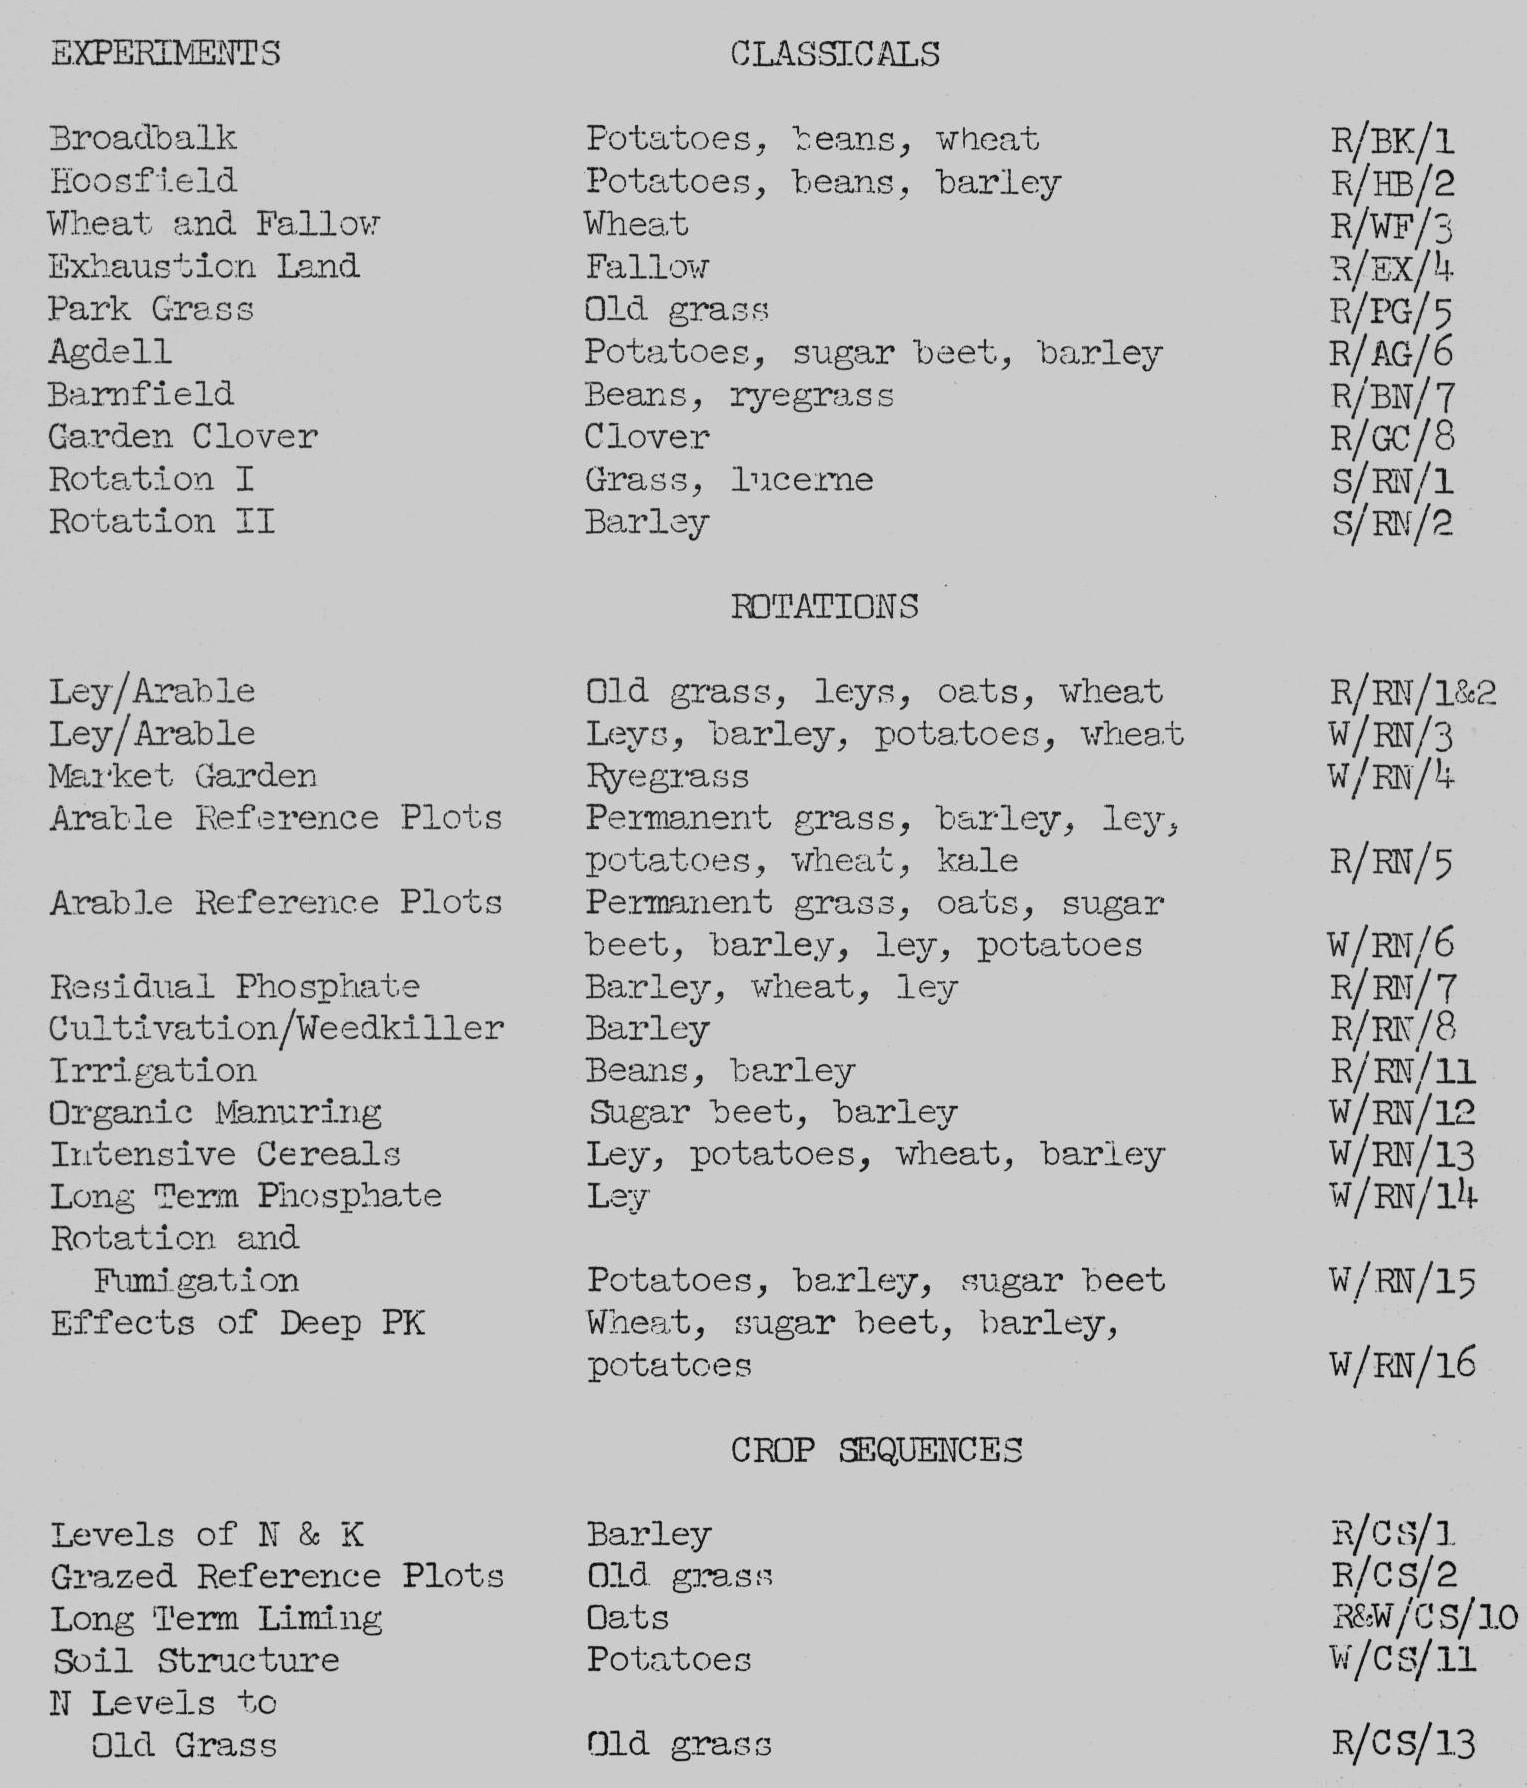 EXPERIMENTS CLASSICALS
Broadbalk Potatoes, beans, wheat R/BK/1
Hoosfield Potatoes, beans, barley R/HB/2
Wheat and Fallow Wheat R/WF/3
Exhaustion Land Fallow R/EX/4
Park Grass Old grass R/PG/5
Agdell Potatoes, sugar beet, barley R/AG/6
Barnfield Beans, ryegrass R/BN/7
Garden Clover Clover R/GC/8
Rotation I Grass, lucerne S/RN/1
Rotation II Barley S/RN/2
ROTATIONS
Ley/Arable Old grass, leys, oats, wheat R/RN/1&2
Ley/Arable Leys, barley, potatoes, wheat W/RN/3
Market Garden Ryegrass W/RN/4
Arable Reference Plots Permanent grass, barley, ley,
potatoes, wheat, kale R/RN/5
Arable Reference Plots Permanent grass, oats, sugar
beet, barley, ley, potatoes W/RN/6
Residual Phosphate Barley, wheat, ley R/RN/7
Cultivation/Weedkiller Barley R/RN/8
Irrigation Beans, barley R/RN/11
Organic Manuring Sugar beet, barley W/RN/12
Intensive Cereals Ley, potatoes, wheat, barley W/RN/13
Long Term Phosphate Ley W/RN/14
Rotation and
Fumigation Potatoes, barley, sugar beet W/RN/15
Effects of Deep PK Wheat, sugar beet, barley,
potatoes W/RN/16
CROP SEQUENCES
Levels of N & K Barley R/CS/1
Grazed Reference Plots Old grass R/CS/2
Long Term Liming Oats R&W/CS/10
Soil Structure Potatoes W/CS/11
N Levels to
Old Grass Old grass R/CS/13